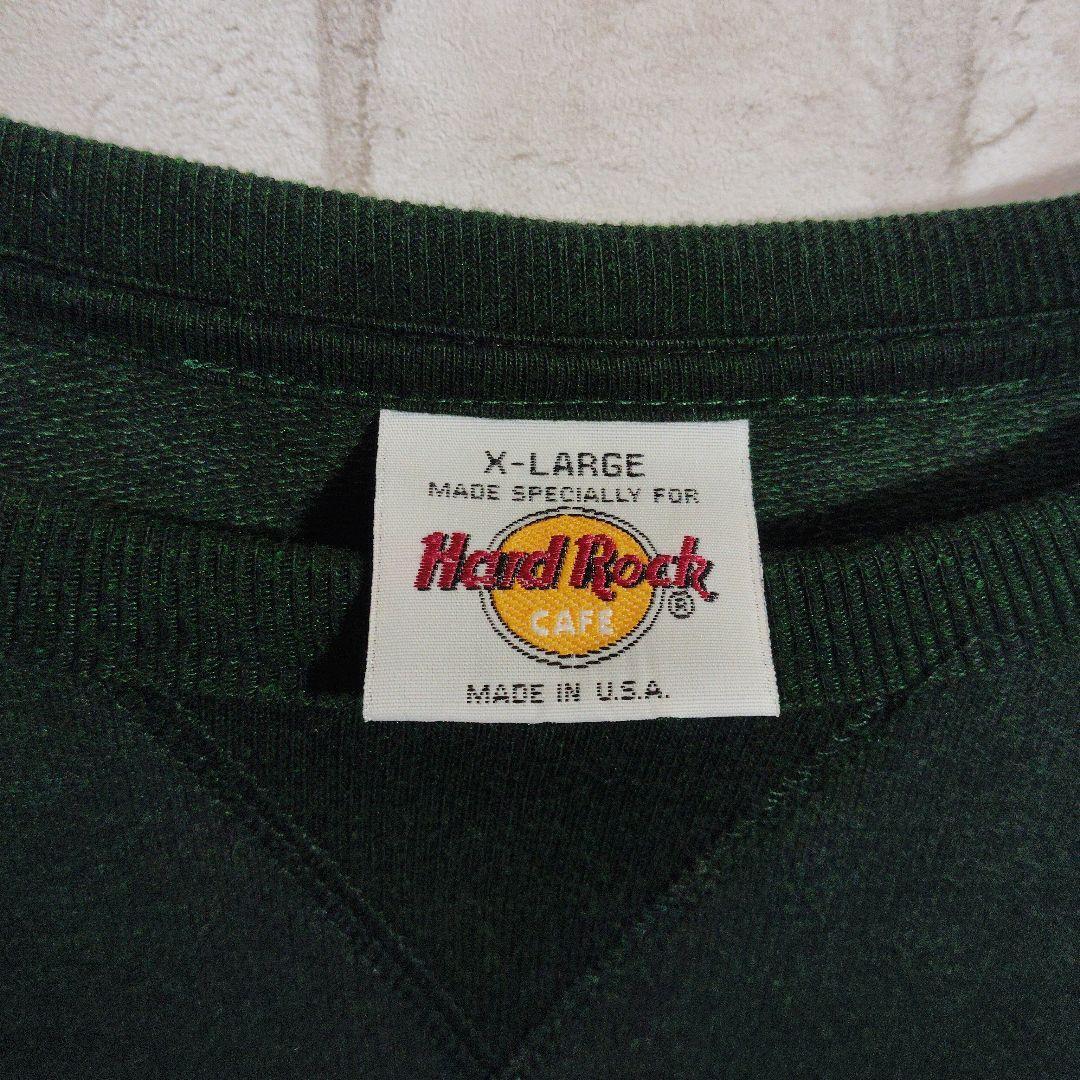 X-LARGE
MADE SPECIALLY FOR
Hard Rock
CAFE
®
MADE IN U.S.A.